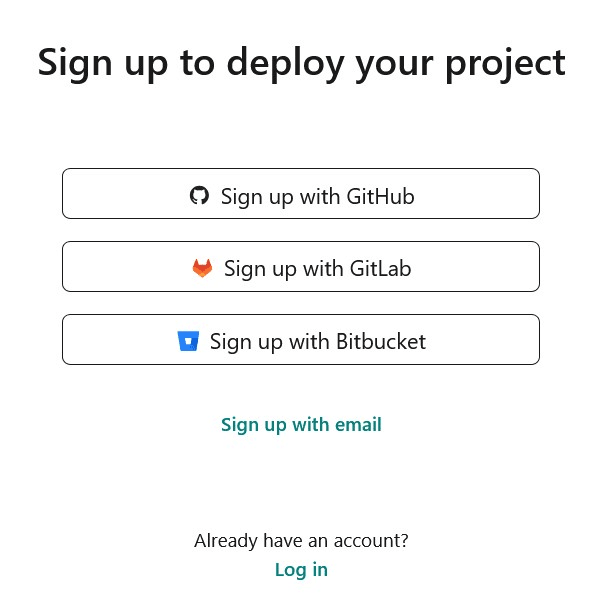 Sign up to deploy your project
Sign up with GitHub
Sign up with GitLab
Sign up with Bitbucket
Sign up with email
Already have an account?
Log in